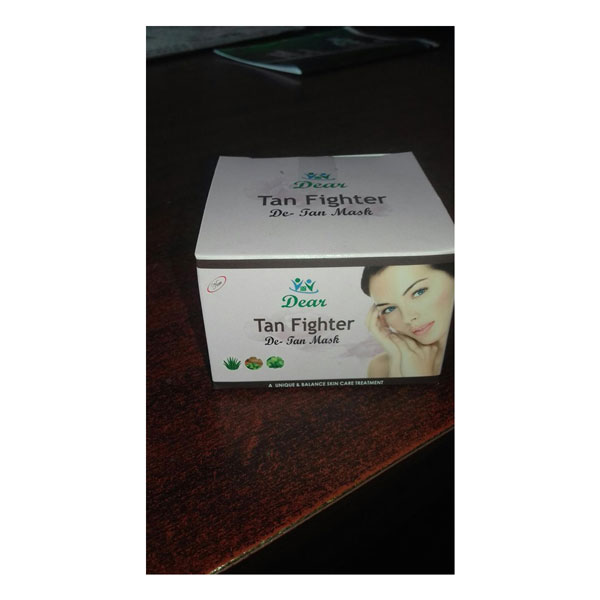 Dear
Tan Fighter
De- Tan Mask
Dear
Tan Fighter
De- Tan Mask
A UNIQUE & BALANCE SKIN CARE TREATMENT